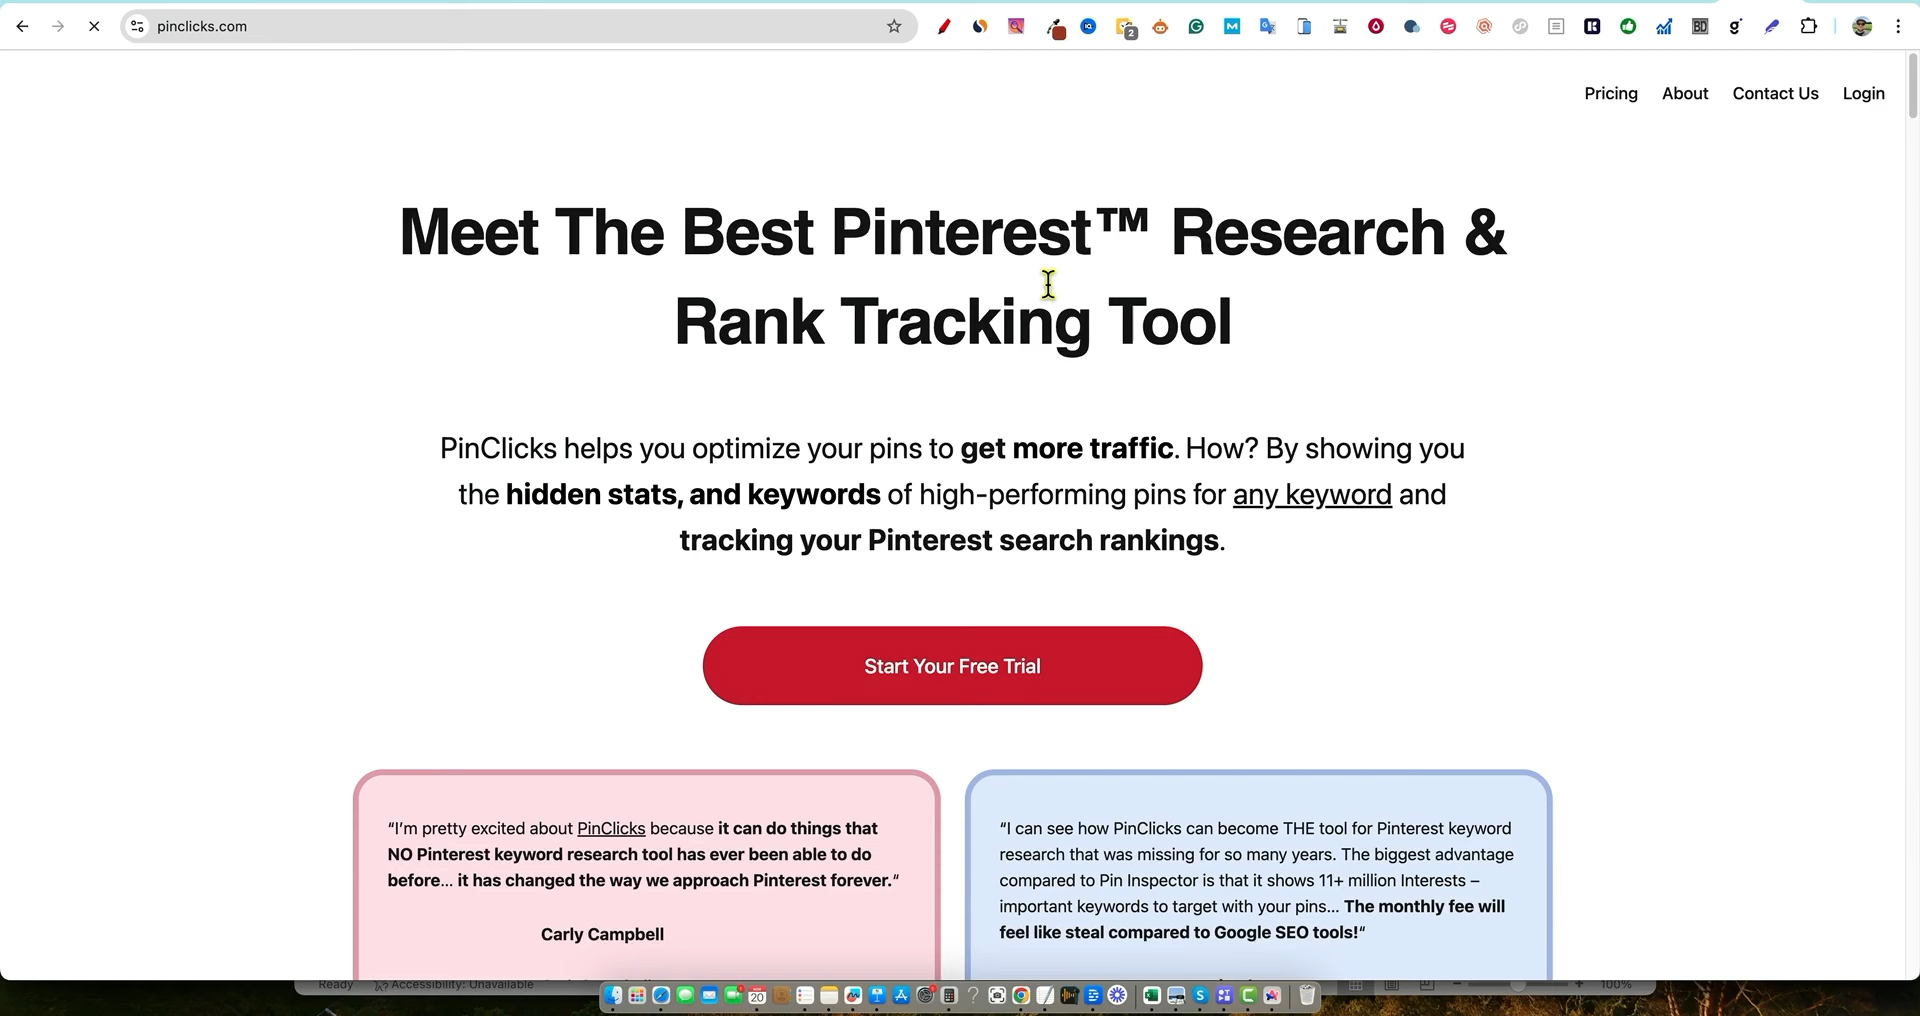 pinclicks.com
2
BD
Pricing About Contact Us Login
Meet The Best Pinterest™ Research &
Rank Tracking Tool
PinClicks helps you optimize your pins to get more traffic. How? By showing you
the hidden stats, and keywords of high-performing pins for any keyword and
tracking your Pinterest search rankings.
Start Your Free Trial
“I’m pretty excited about PinClicks because it can do things that
NO Pinterest keyword research tool has ever been able to do
before... it has changed the way we approach Pinterest forever.“
Carly Campbell
“I can see how PinClicks can become THE tool for Pinterest keyword
research that was missing for so many years. The biggest advantage
compared to Pin Inspector is that it shows 11+ million Interests –
important keywords to target with your pins... The monthly fee will
feel like steal compared to Google SEO tools!“
Ready Accessibility: Unavailable
100%
20